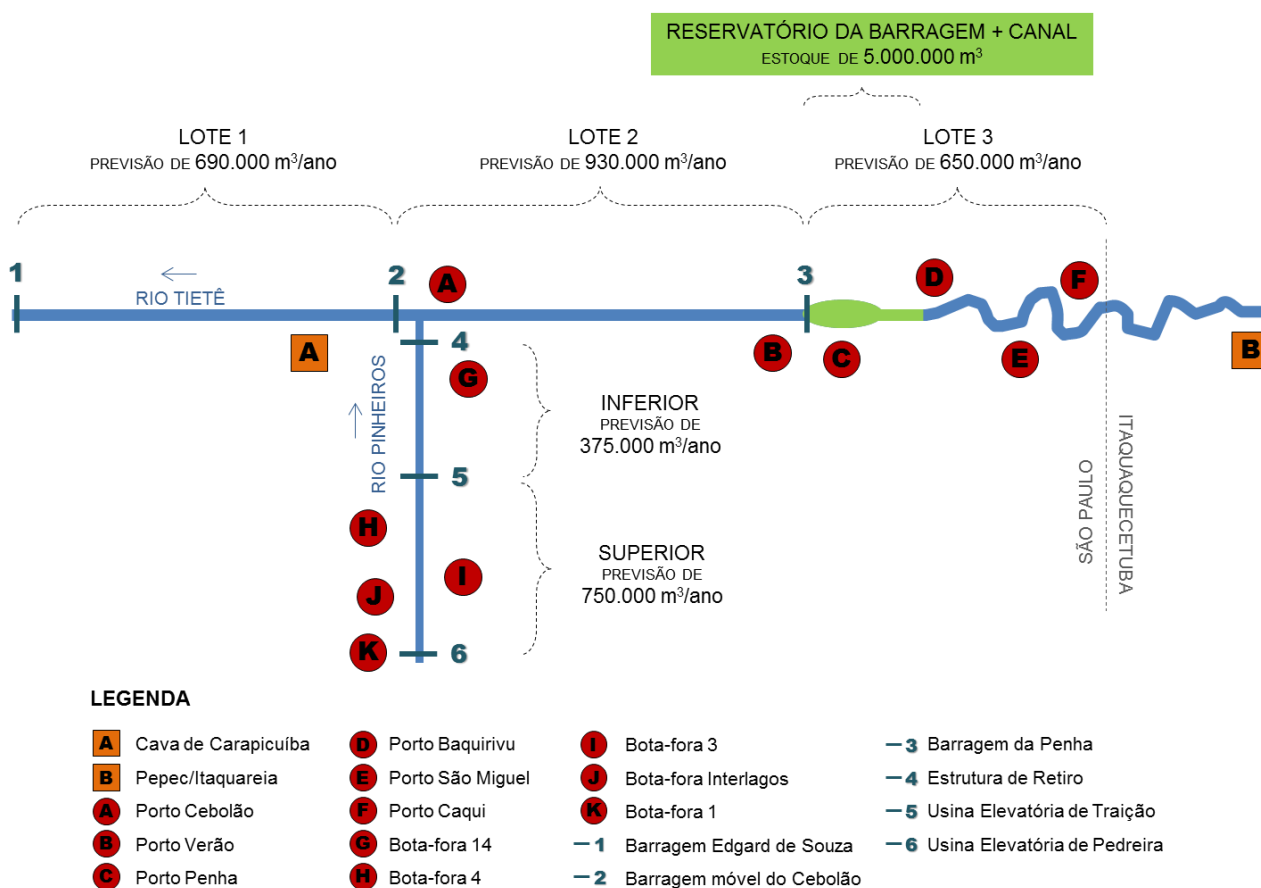 RESERVATÓRIO DA BARRAGEM + CANAL
ESTOQUE DE 5.000.000 m³
LOTE 1
PREVISÃO DE 690.000 m³/ano
LOTE 2
PREVISÃO DE 930.000 m³/ano
LOTE 3
PREVISÃO DE 650.000 m³/ano
1
2
3
A
D
F
RIO TIETÊ
A
B
C
E
B
4
G
RIO PINHEIROS
INFERIOR
PREVISÃO DE
375.000 m³/ano
5
H
I
J
K
SUPERIOR
PREVISÃO DE
750.000 m³/ano
6
SÃO PAULO
ITAQUAQUECETUBA
LEGENDA
A Cava de Carapicuíba
B Pepec/Itaquareia
A Porto Cebolão
B Porto Verão
C Porto Penha
D Porto Baquirivu
E Porto São Miguel
F Porto Caqui
G Bota-fora 14
H Bota-fora 4
I Bota-fora 3
J Bota-fora Interlagos
K Bota-fora 1
1 Barragem Edgard de Souza
2 Barragem móvel do Cebolão
3 Barragem da Penha
4 Estrutura de Retiro
5 Usina Elevatória de Traição
6 Usina Elevatória de Pedreira